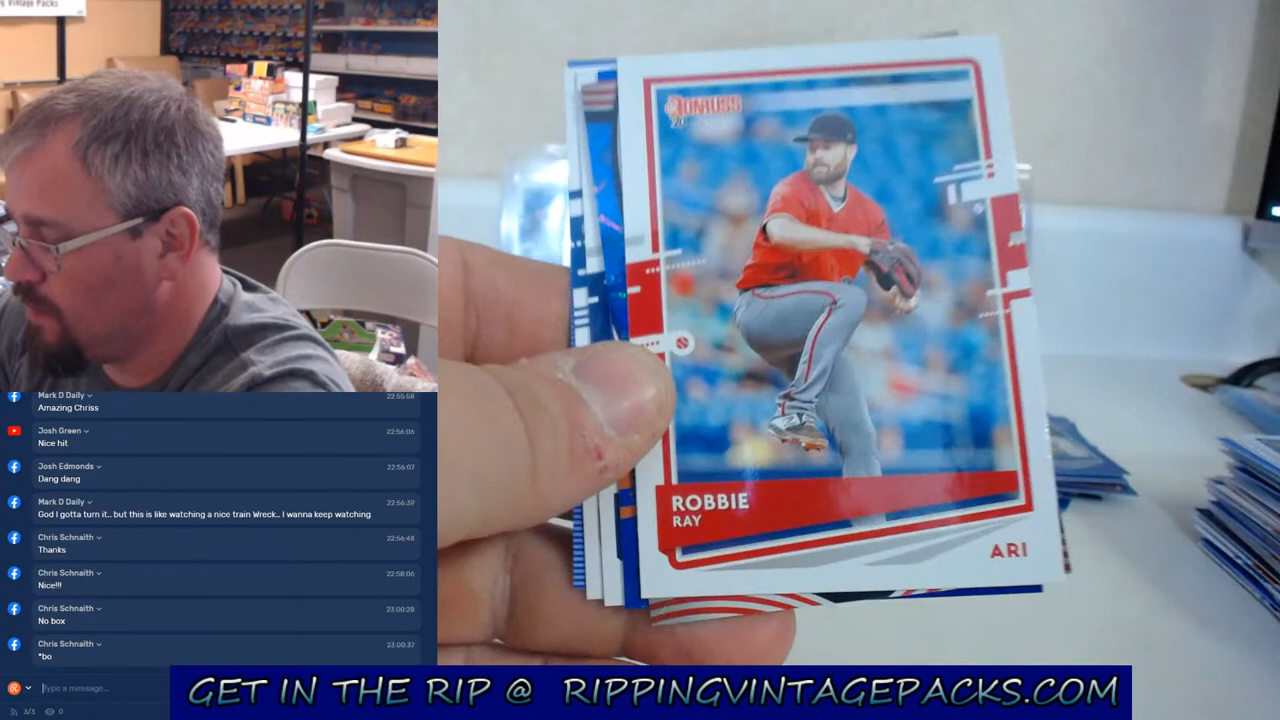 ng Vintage Packs
DONRUSS
20
ROBBIE
RAY
ARI
Mark D Daily
22:55:58
Amazing Chriss
Josh Green
22:56:06
Nice hit
Josh Edmonds
22:56:07
Dang dang
Mark D Daily
22:56:39
God I gotta turn it.. but this is like watching a nice train Wreck.. I wanna keep watching
Chris Schnaith
22:56:48
Thanks
Chris Schnaith
22:58:06
Nice!!!
Chris Schnaith
23:00:28
No box
Chris Schnaith
23:00:37
*bo
Type a message...
3/3
0
GET IN THE RIP @ RIPPINGVINTAGEPACKS.COM